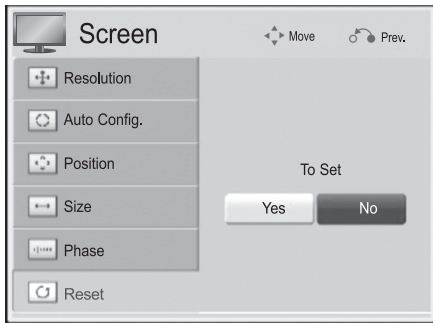 Screen
Move
Prev.
Resolution
Auto Config.
Position
Size
Phase
Reset
To Set
Yes
No